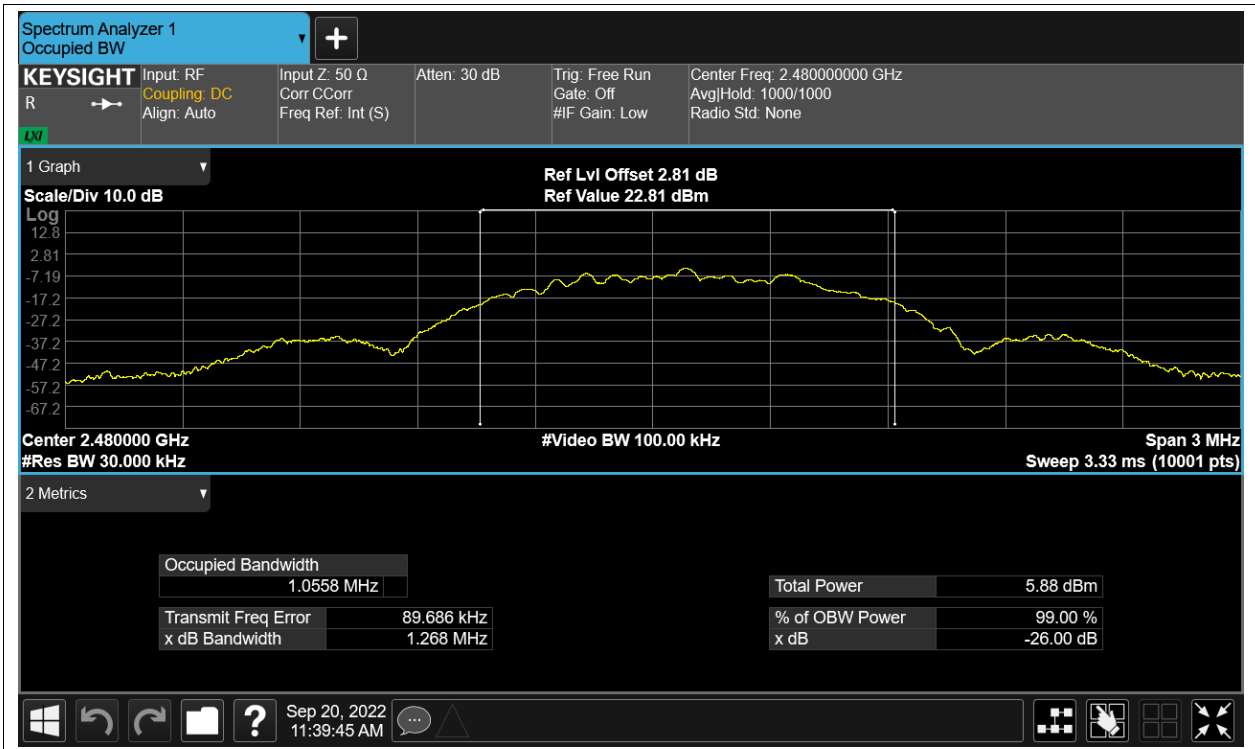 Spectrum Analyzer 1
Occupied BW
KEYSIGHT
R
LXI
Input: RF
Coupling: DC
Align: Auto
Input Z: 50 Ω
Corr CCorr
Freq Ref: Int (S)
Atten: 30 dB
Trig: Free Run
Gate: Off
#IF Gain: Low
Center Freq: 2.480000000 GHz
Avg|Hold: 1000/1000
Radio Std: None
1 Graph
Scale/Div 10.0 dB
Ref Lvl Offset 2.81 dB
Ref Value 22.81 dBm
Log
12.8
2.81
-7.19
-17.2
-27.2
-37.2
-47.2
-57.2
-67.2
Center 2.480000 GHz
#Res BW 30.000 kHz
#Video BW 100.00 kHz
Span 3 MHz
Sweep 3.33 ms (10001 pts)
2 Metrics
Occupied Bandwidth
1.0558 MHz
Transmit Freq Error 89.686 kHz
x dB Bandwidth 1.268 MHz
Total Power 5.88 dBm
% of OBW Power 99.00 %
x dB -26.00 dB
?
Sep 20, 2022
11:39:45 AM